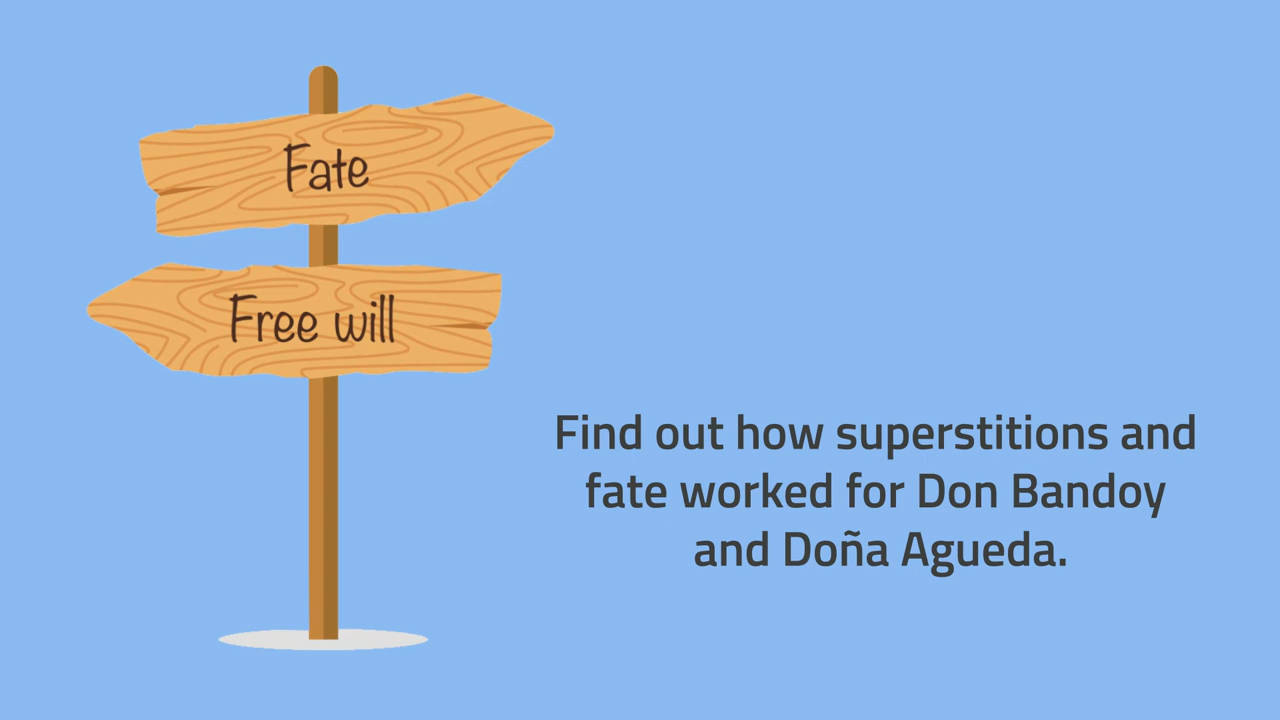 Fate
Free will
Find out how superstitions and
fate worked for Don Bandoy
and Doña Agueda.